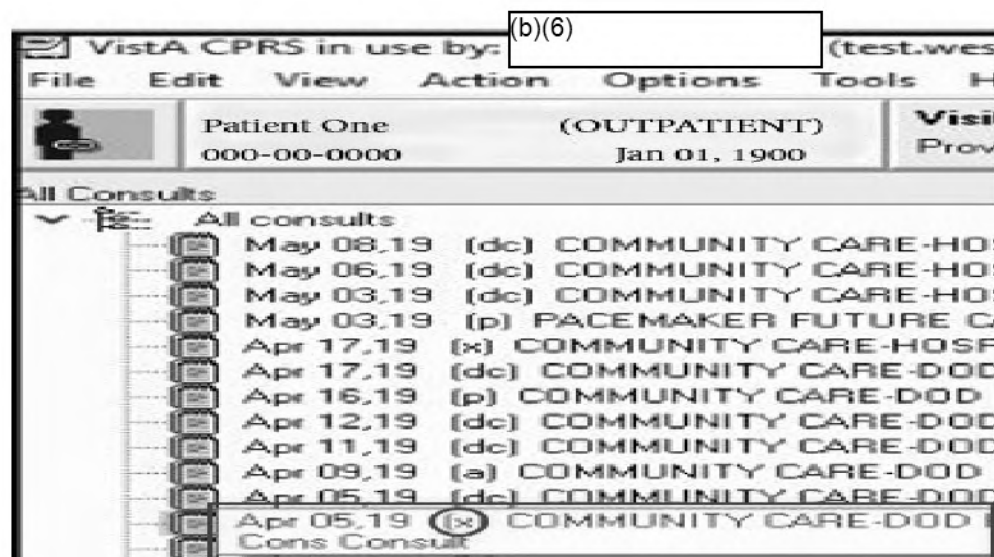 (b)(6)
VistA CPRS in use by: (test.wes
File Edit View Action Options Tools H
Patient One (OUTPATIENT) Visi
000-00-0000 Jan 01, 1900 Prov
All Consults
All consults
May 08,19 (dc) COMMUNITY CARE-HOS
May 06,19 (dc) COMMUNITY CARE-HO
May 03,19 (dc) COMMUNITY CARE-HO
May 03,19 (p) PACEMAKER FUTURE CA
Apr 17,19 (x) COMMUNITY CARE-HOSP
Apr 17,19 (dc) COMMUNITY CARE-DOD
Apr 16,19 (p) COMMUNITY CARE-DOD
Apr 12,19 (dc) COMMUNITY CARE-DOD
Apr 11,19 (dc) COMMUNITY CARE-DOD
Apr 09,19 (a) COMMUNITY CARE-DOD
Apr 05,19 (dc) COMMUNITY CARE-DOD
Apr 05,19 (x) COMMUNITY CARE-DOD
Cons Consult